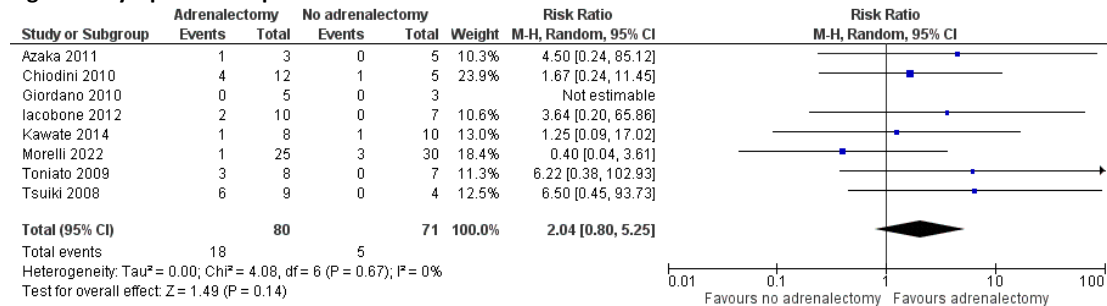 Adrenalectomy No adrenalectomy Risk Ratio Risk Ratio
Study or Subgroup Events Total Events Total Weight M-H, Random, 95% CI M-H, Random, 95% CI
Azaka 2011 1 3 0 5 10.3% 4.50 [0.24, 85.12]
Chiodini 2010 4 12 1 5 23.9% 1.67 [0.24, 11.45]
Giordano 2010 0 5 0 3 Not estimable
Iacobone 2012 2 10 0 7 10.6% 3.64 [0.20, 65.86]
Kawate 2014 1 8 1 10 13.0% 1.25 [0.09, 17.02]
Morelli 2022 1 25 3 30 18.4% 0.40 [0.04, 3.61]
Toniato 2009 3 8 0 7 11.3% 6.22 [0.38, 102.93]
Tsuiki 2008 6 9 0 4 12.5% 6.50 [0.45, 93.73]
Total (95% CI) 80 71 100.0% 2.04 [0.80, 5.25]
Total events 18 5
Heterogeneity: Tau² = 0.00; Chi² = 4.08, df = 6 (P = 0.67); I² = 0%
Test for overall effect: Z = 1.49 (P = 0.14)
0.01 0.1 1 10 100
Favours no adrenalectomy Favours adrenalectomy